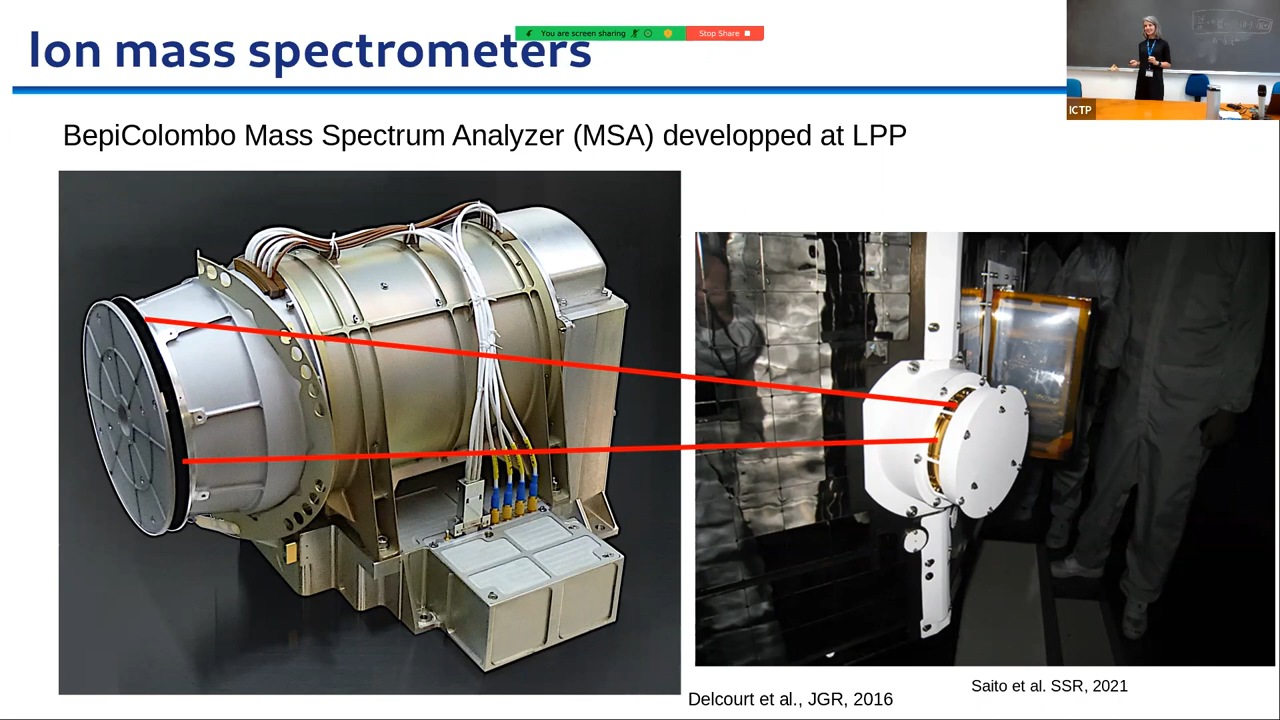 Ion mass spectrometers
You are screen sharing
Stop Share
ICTP
BepiColombo Mass Spectrum Analyzer (MSA) developped at LPP
Saito et al. SSR, 2021
Delcourt et al., JGR, 2016